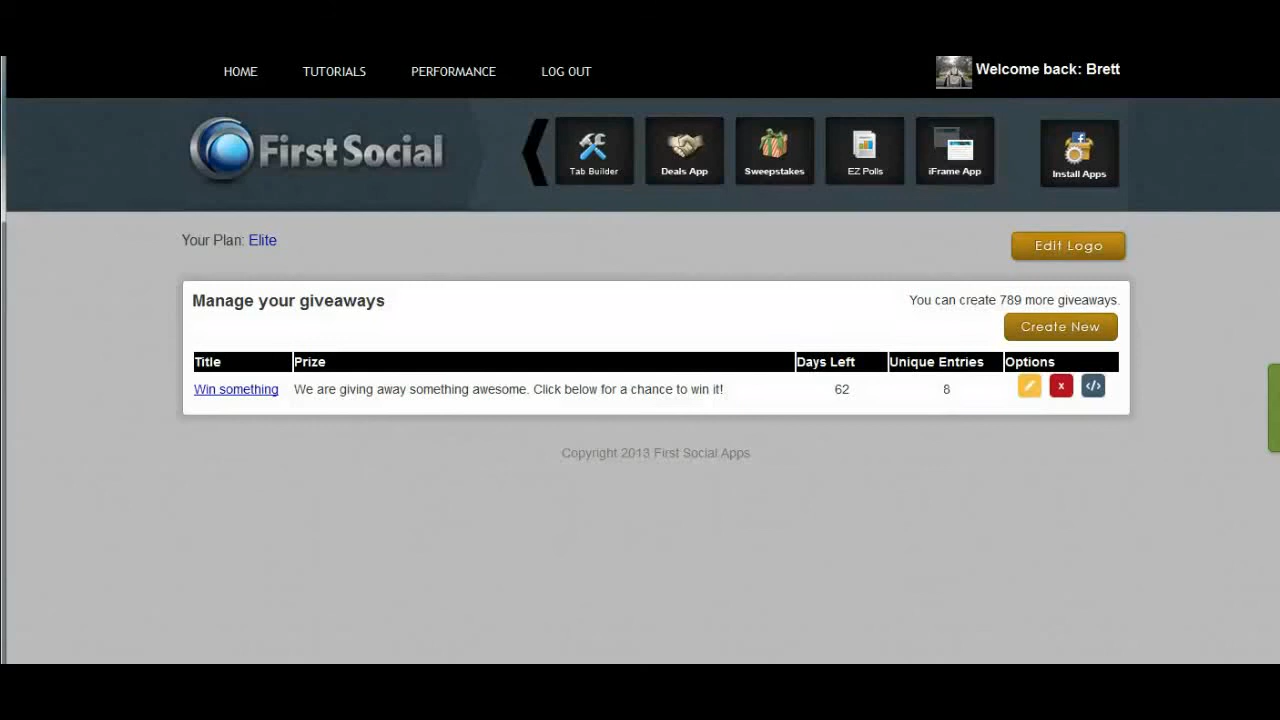 HOME TUTORIALS PERFORMANCE LOG OUT Welcome back: Brett
First Social
Tab Builder Deals App Sweepstakes EZ Polls iFrame App Install Apps
Your Plan: Elite
Edit Logo
Manage your giveaways
You can create 789 more giveaways.
Create New
Title Prize Days Left Unique Entries Options
Win something We are giving away something awesome. Click below for a chance to win it! 62 8 x </>
Copyright 2013 First Social Apps